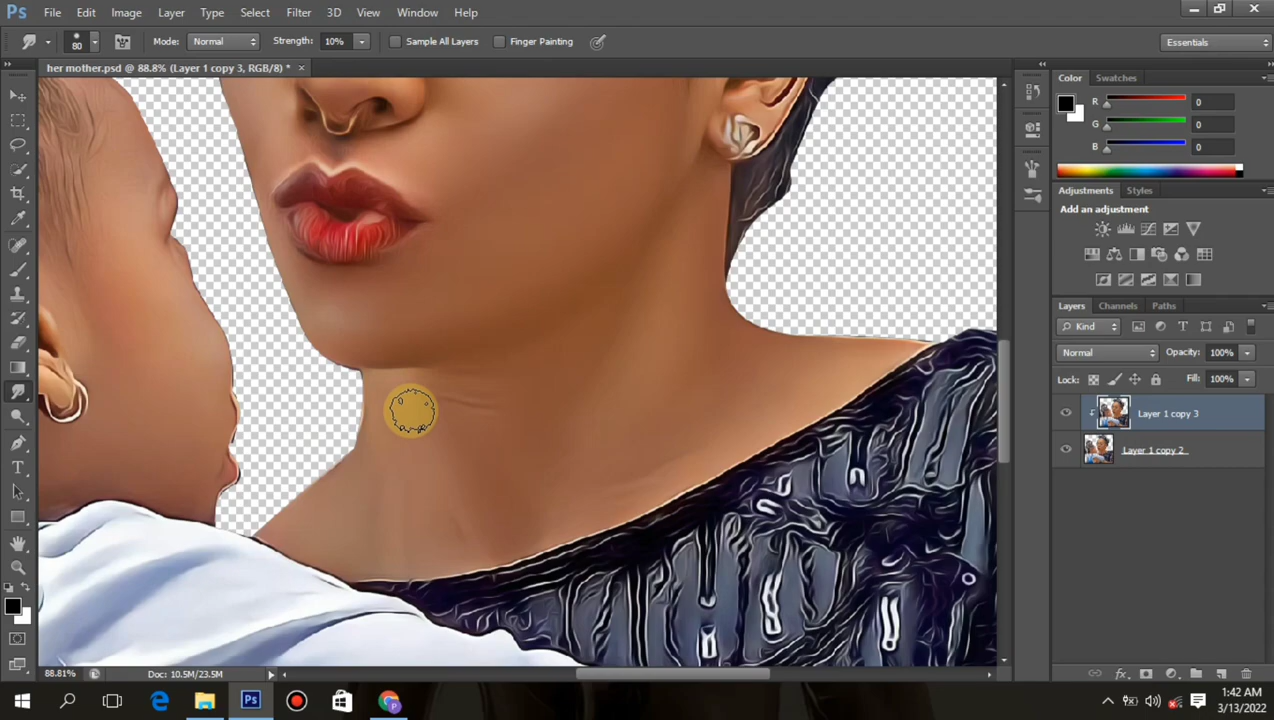 Ps File Edit Image Layer Type Select Filter 3D View Window Help
80 Mode: Normal Strength: 10% Sample All Layers Finger Painting Essentials
her mother.psd @ 88.8% (Layer 1 copy 3, RGB/8) * ×
Color Swatches
R 0
G 0
B 0
Adjustments Styles
Add an adjustment
Layers Channels Paths
Kind
Normal Opacity: 100%
Lock: Fill: 100%
Layer 1 copy 3
Layer 1 copy 2
fx
88.81% Doc: 10.5M/23.5M
Ps P 1:42 AM
3/13/2022